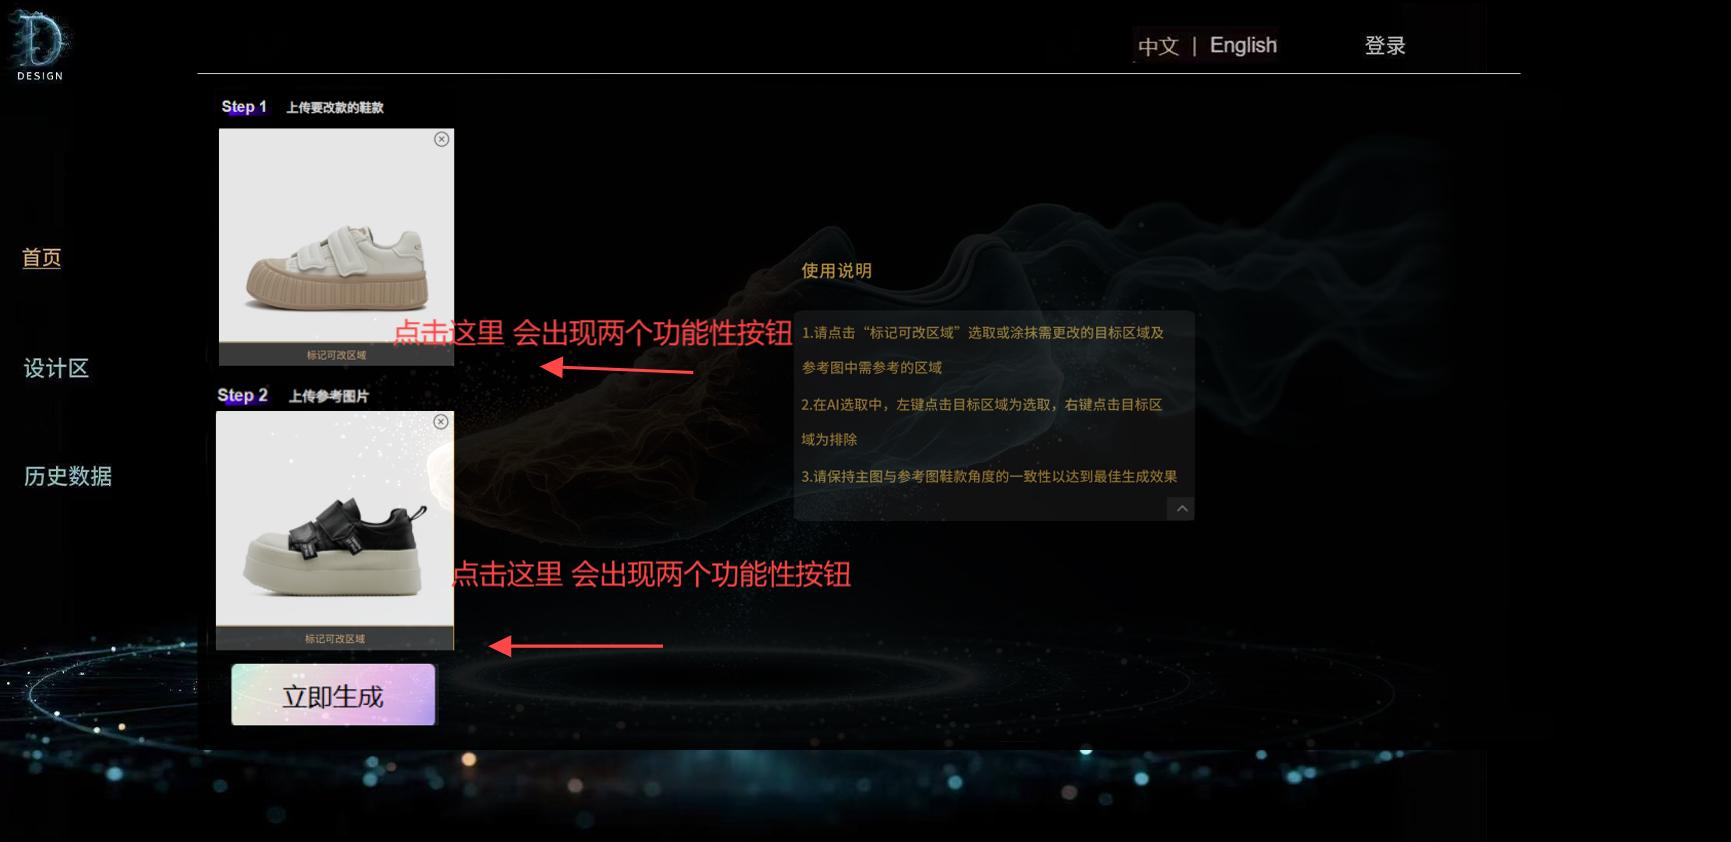 D
DESIGN
中文 | English
登录
Step 1 上传要改款的鞋款
首页
使用说明
点击这里 会出现两个功能性按钮
1.请点击“标记可改区域”选取或涂抹需更改的目标区域及
标记可改区域
设计区
参考图中需参考的区域
Step 2 上传参考图片
2.在AI选取中，左键点击目标区域为选取，右键点击目标区
域为排除
历史数据
3.请保持主图与参考图鞋款角度的一致性以达到最佳生成效果
点击这里 会出现两个功能性按钮
标记可改区域
立即生成